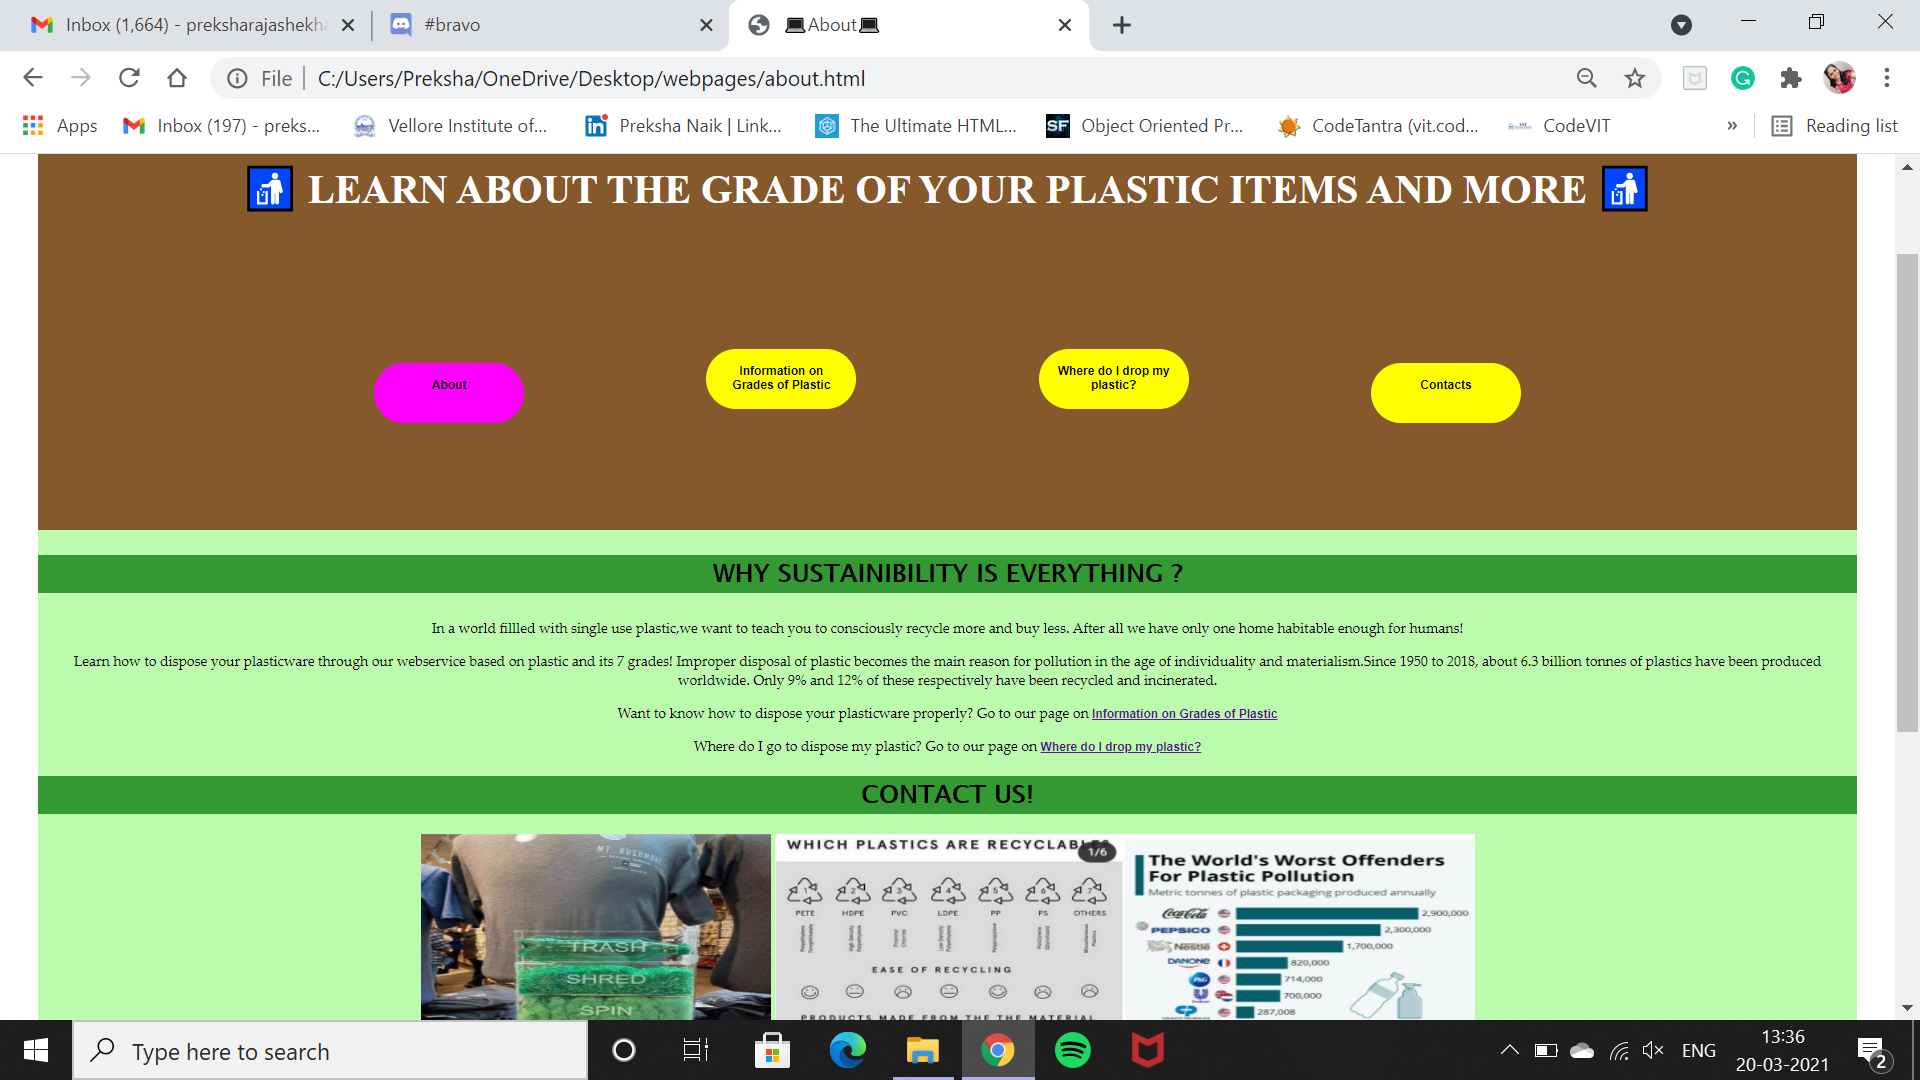 Inbox (1,664) - preksharajashekha
#bravo
💻About💻
File
C:/Users/Preksha/OneDrive/Desktop/webpages/about.html
Apps
Inbox (197) - preks...
Vellore Institute of...
Preksha Naik | Link...
The Ultimate HTML...
SF
Object Oriented Pr...
CodeTantra (vit.cod...
CodeVIT
»
Reading list
LEARN ABOUT THE GRADE OF YOUR PLASTIC ITEMS AND MORE
About
Information on
Grades of Plastic
Where do I drop my
plastic?
Contacts
WHY SUSTAINIBILITY IS EVERYTHING ?
In a world fillled with single use plastic,we want to teach you to consciously recycle more and buy less. After all we have only one home habitable enough for humans!
Learn how to dispose your plasticware through our webservice based on plastic and its 7 grades! Improper disposal of plastic becomes the main reason for pollution in the age of individuality and materialism.Since 1950 to 2018, about 6.3 billion tonnes of plastics have been produced
worldwide. Only 9% and 12% of these respectively have been recycled and incinerated.
Want to know how to dispose your plasticware properly? Go to our page on Information on Grades of Plastic
Where do I go to dispose my plastic? Go to our page on Where do I drop my plastic?
CONTACT US!
MT. RUSHMORE
TRASH
SHRED
SPIN
WHICH PLASTICS ARE RECYCLABLES
1/6
1 2 3 4 5 6 7
PETE HDPE PVC LDPE PP PS OTHERS
EASE OF RECYCLING
PRODUCTS MADE FROM THE THE MATERIAL
The World's Worst Offenders
For Plastic Pollution
Metric tonnes of plastic packaging produced annually
Coca-Cola 2,900,000
PEPSICO 2,300,000
Nestle 1,700,000
DANONE 820,000
P&G 714,000
Unilever 700,000
287,008
Type here to search
ENG
13:36
20-03-2021
2